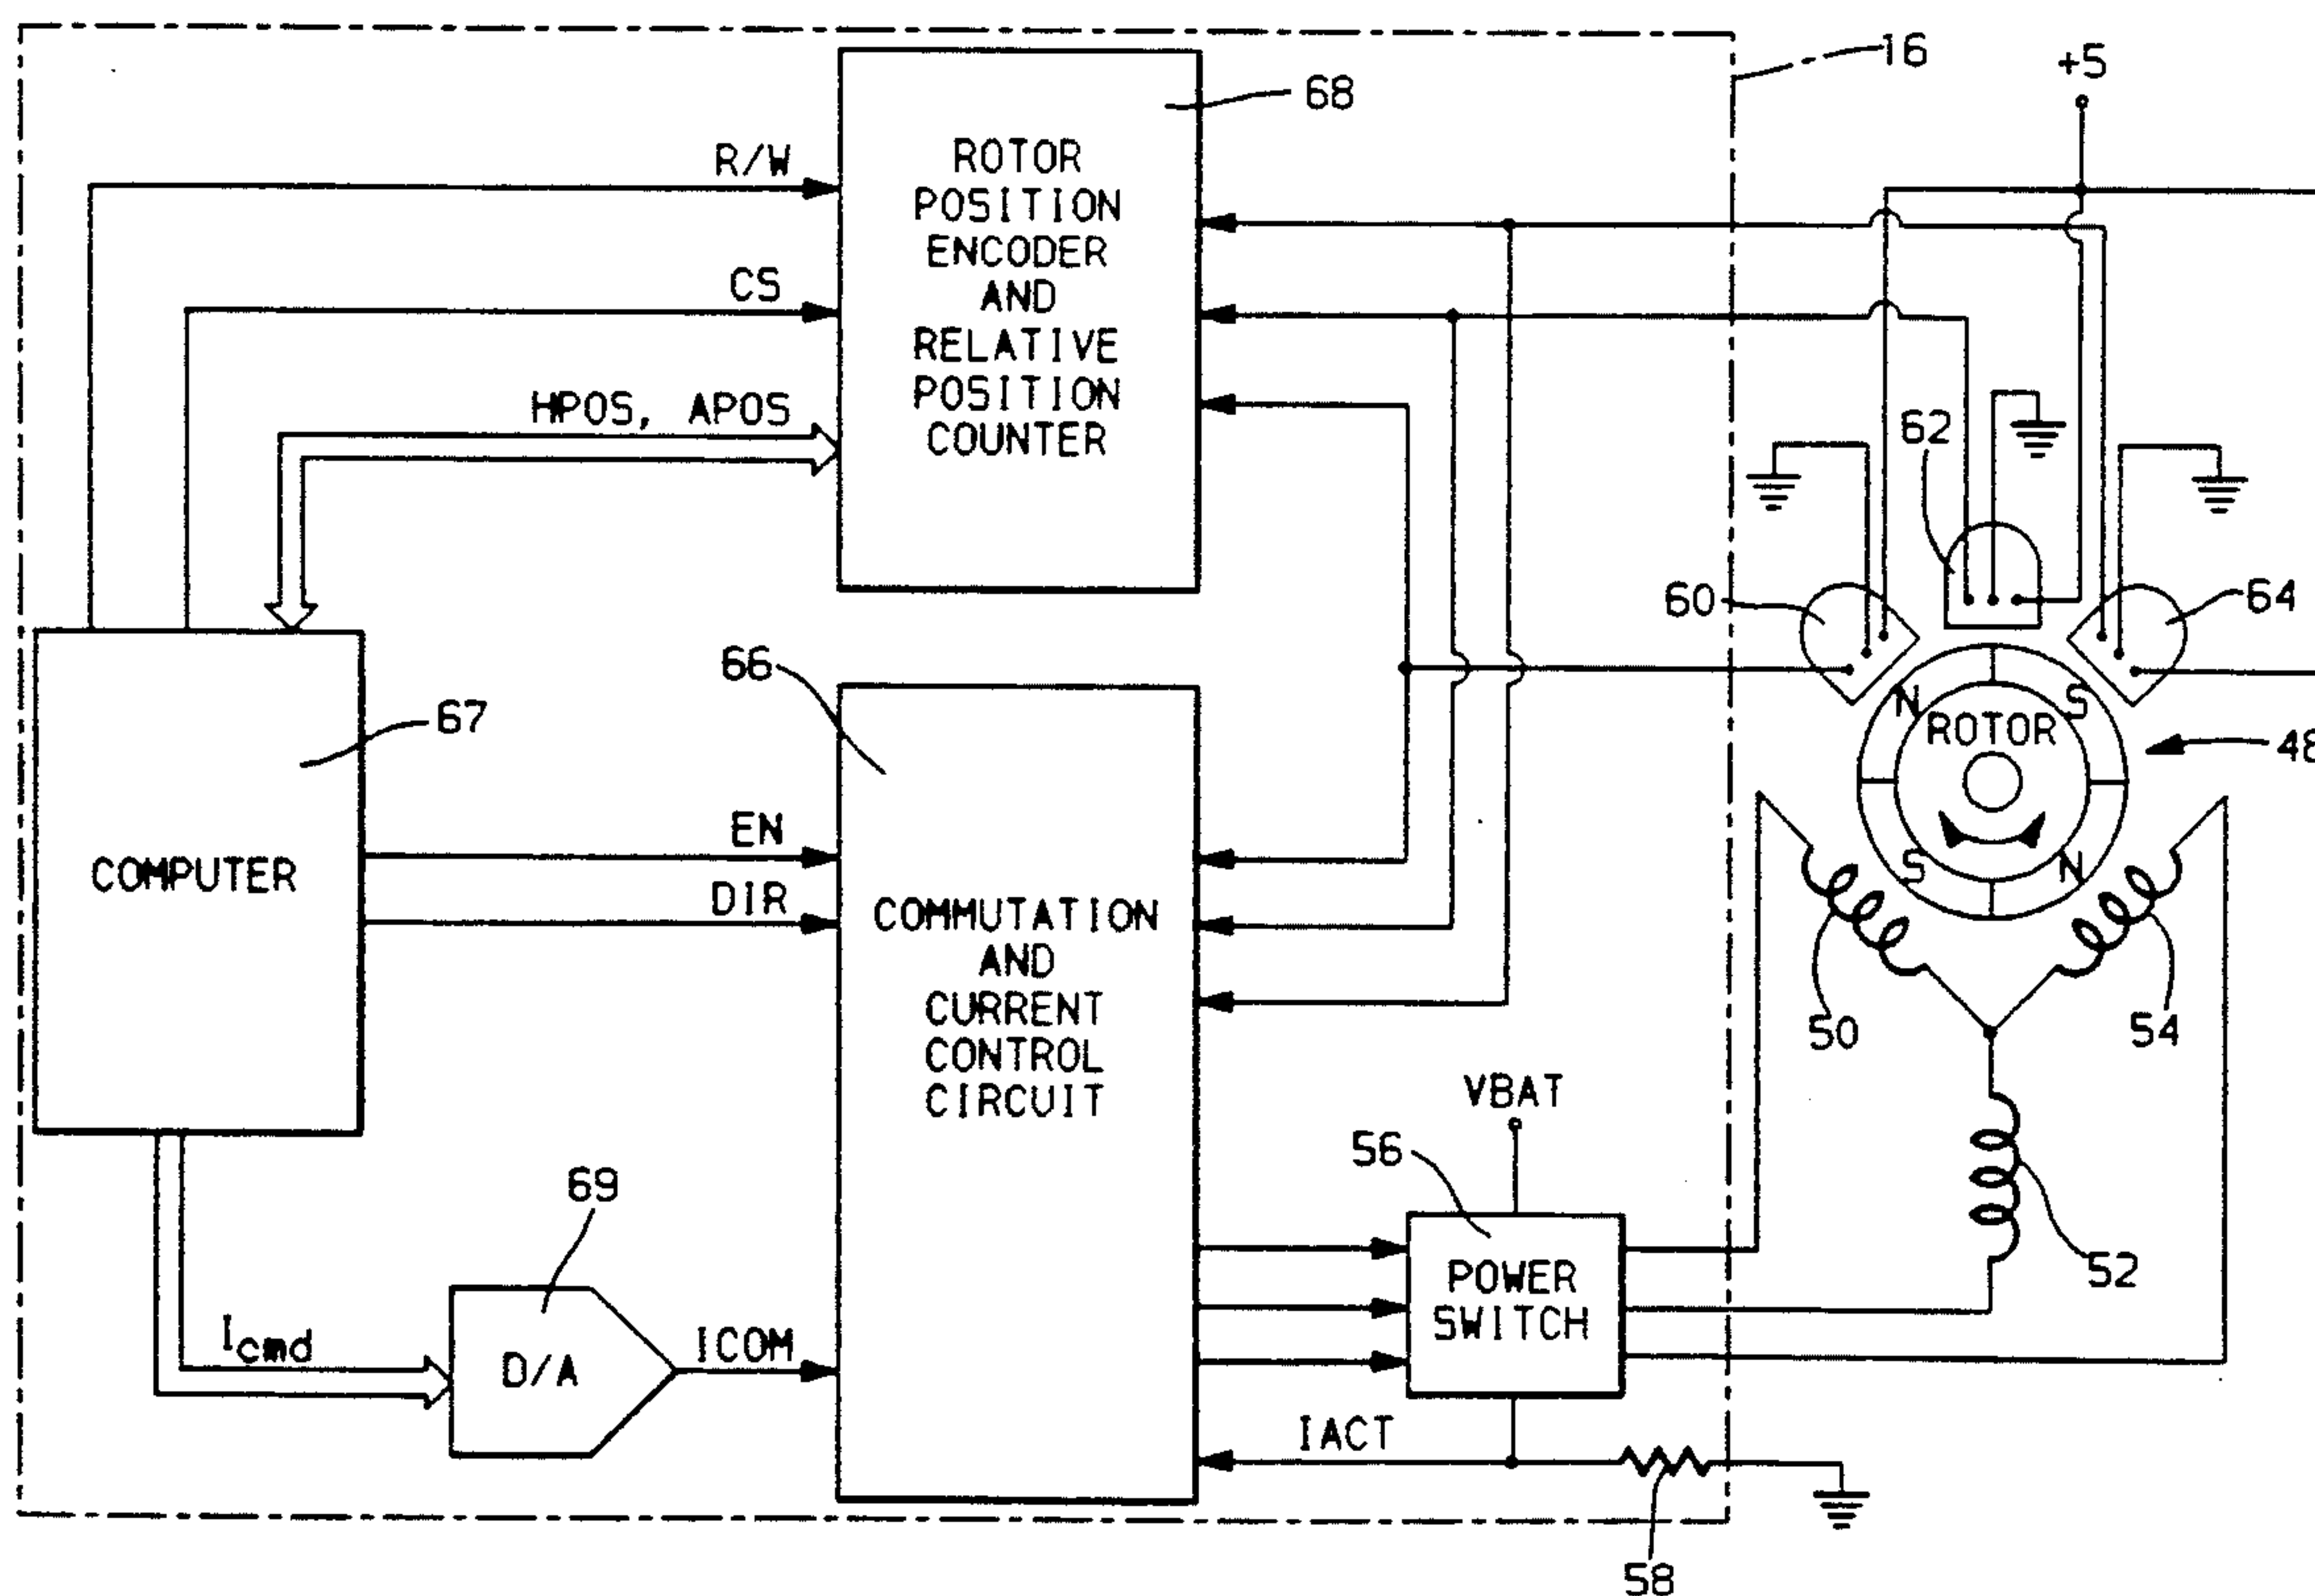 16
+5
68
ROTOR
POSITION
ENCODER
AND
RELATIVE
POSITION
COUNTER
R/W
CS
HPOS, APOS
62
60
64
66
67
N
S
ROTOR
48
S
N
COMPUTER
EN
DIR
COMMUTATION
AND
CURRENT
CONTROL
CIRCUIT
50
54
VBAT
56
52
POWER
SWITCH
69
Icmd
D/A
ICOM
IACT
58